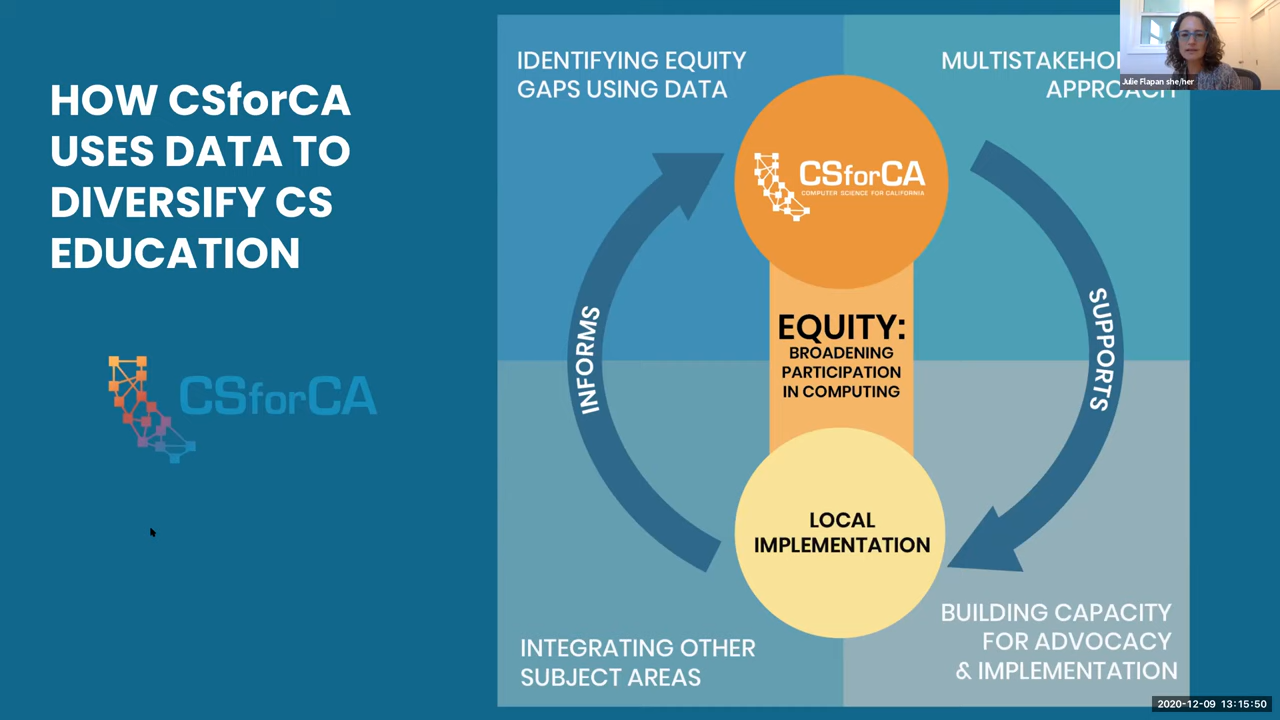 HOW CSforCA
USES DATA TO
DIVERSIFY CS
EDUCATION
CSforCA
IDENTIFYING EQUITY
GAPS USING DATA
APPROACH
Julie Flapan she/her
CSforCA
COMPUTER SCIENCE FOR CALIFORNIA
INFORMS
EQUITY:
BROADENING
PARTICIPATION
IN COMPUTING
SUPPORTS
LOCAL
IMPLEMENTATION
INTEGRATING OTHER
SUBJECT AREAS
BUILDING CAPACITY
FOR ADVOCACY
& IMPLEMENTATION
2020-12-09 13:15:50